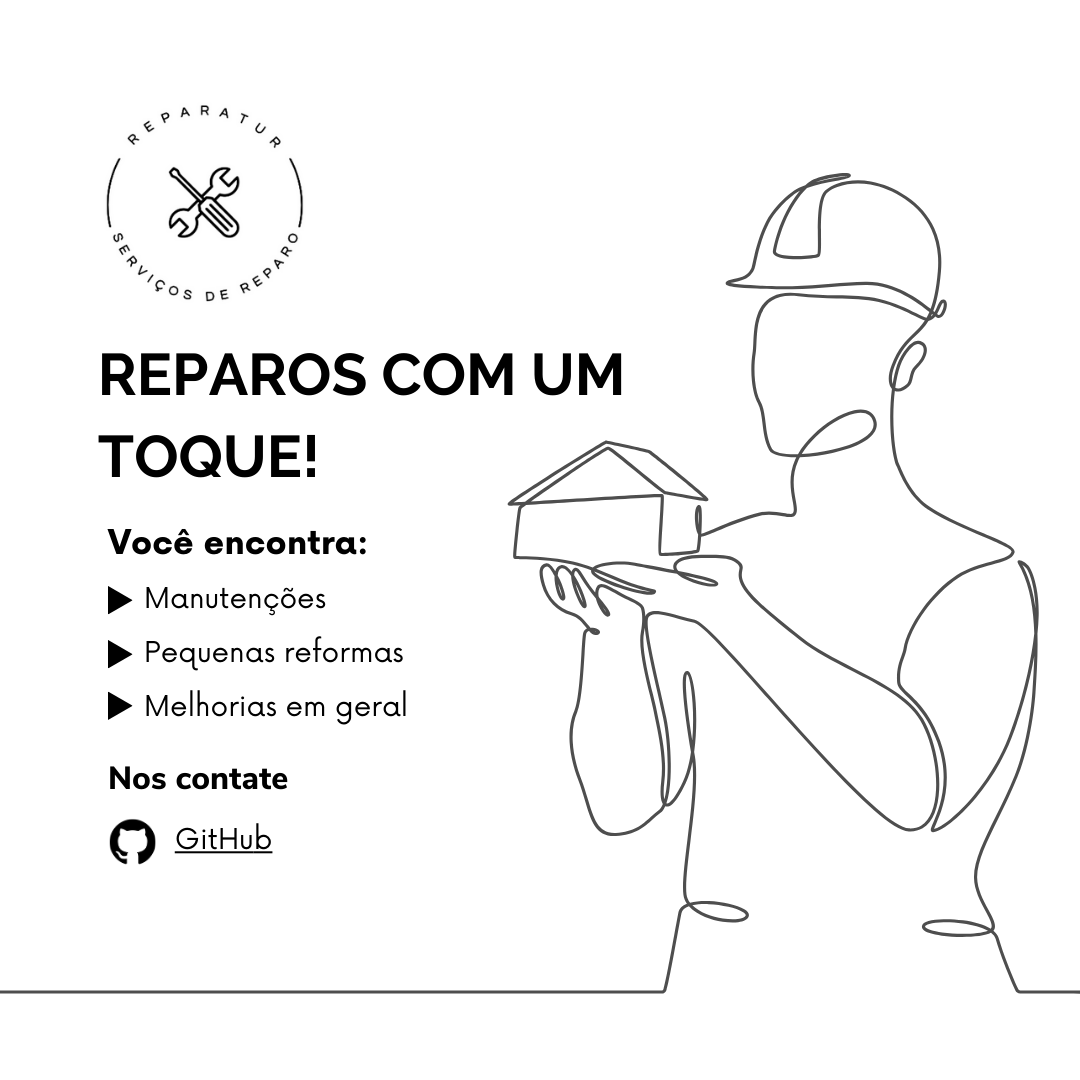 REPARATUR
SERVIÇOS DE REPARO
REPAROS COM UM
TOQUE!
Você encontra:
Manutenções
Pequenas reformas
Melhorias em geral
Nos contate
GitHub